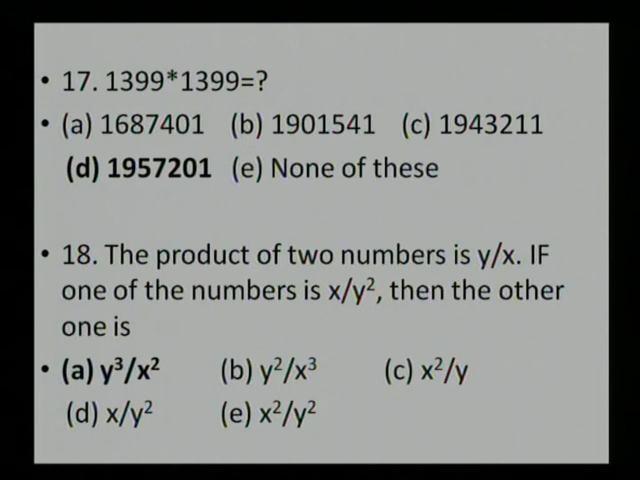 • 17. 1399*1399=?
• (a) 1687401 (b) 1901541 (c) 1943211
(d) 1957201 (e) None of these
• 18. The product of two numbers is y/x. IF
one of the numbers is x/y², then the other
one is
• (a) y³/x² (b) y²/x³ (c) x²/y
(d) x/y² (e) x²/y²